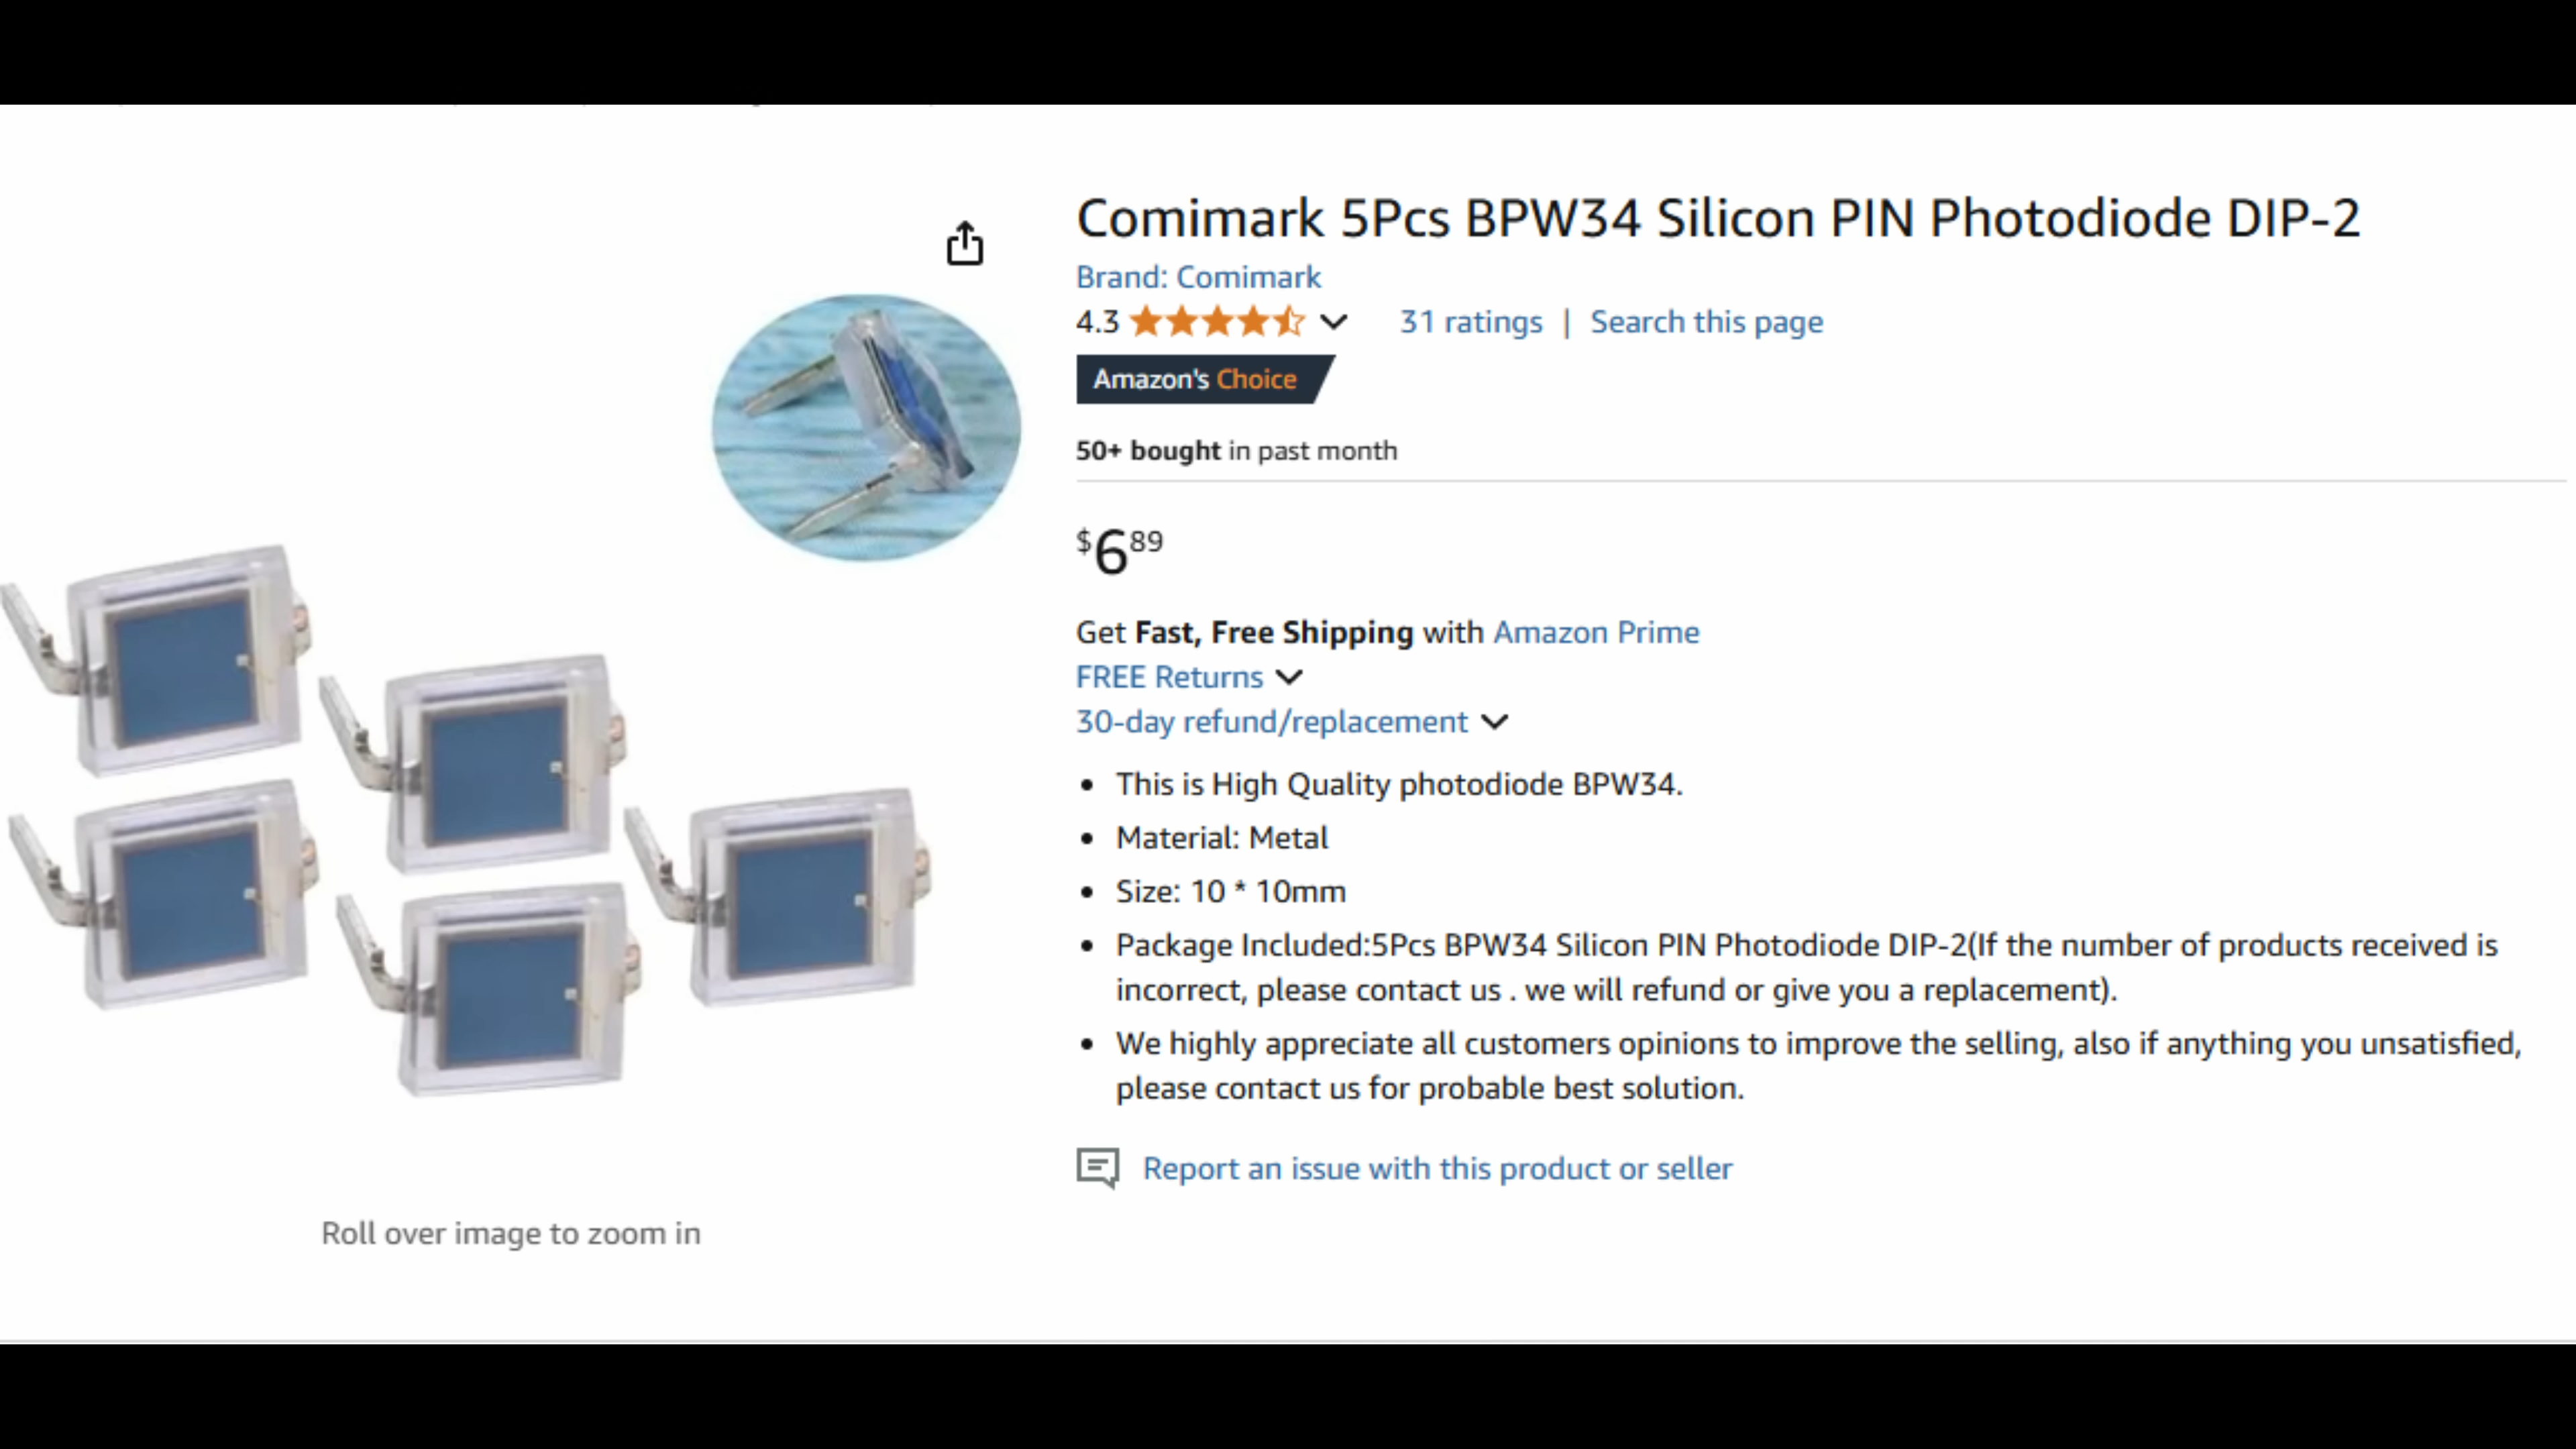 Comimark 5Pcs BPW34 Silicon PIN Photodiode DIP-2
Brand: Comimark
4.3 31 ratings | Search this page
Amazon's Choice
50+ bought in past month
$6 89
Get Fast, Free Shipping with Amazon Prime
FREE Returns
30-day refund/replacement
• This is High Quality photodiode BPW34.
• Material: Metal
• Size: 10 * 10mm
• Package Included:5Pcs BPW34 Silicon PIN Photodiode DIP-2(If the number of products received is
incorrect, please contact us . we will refund or give you a replacement).
• We highly appreciate all customers opinions to improve the selling, also if anything you unsatisfied,
please contact us for probable best solution.
Report an issue with this product or seller
Roll over image to zoom in